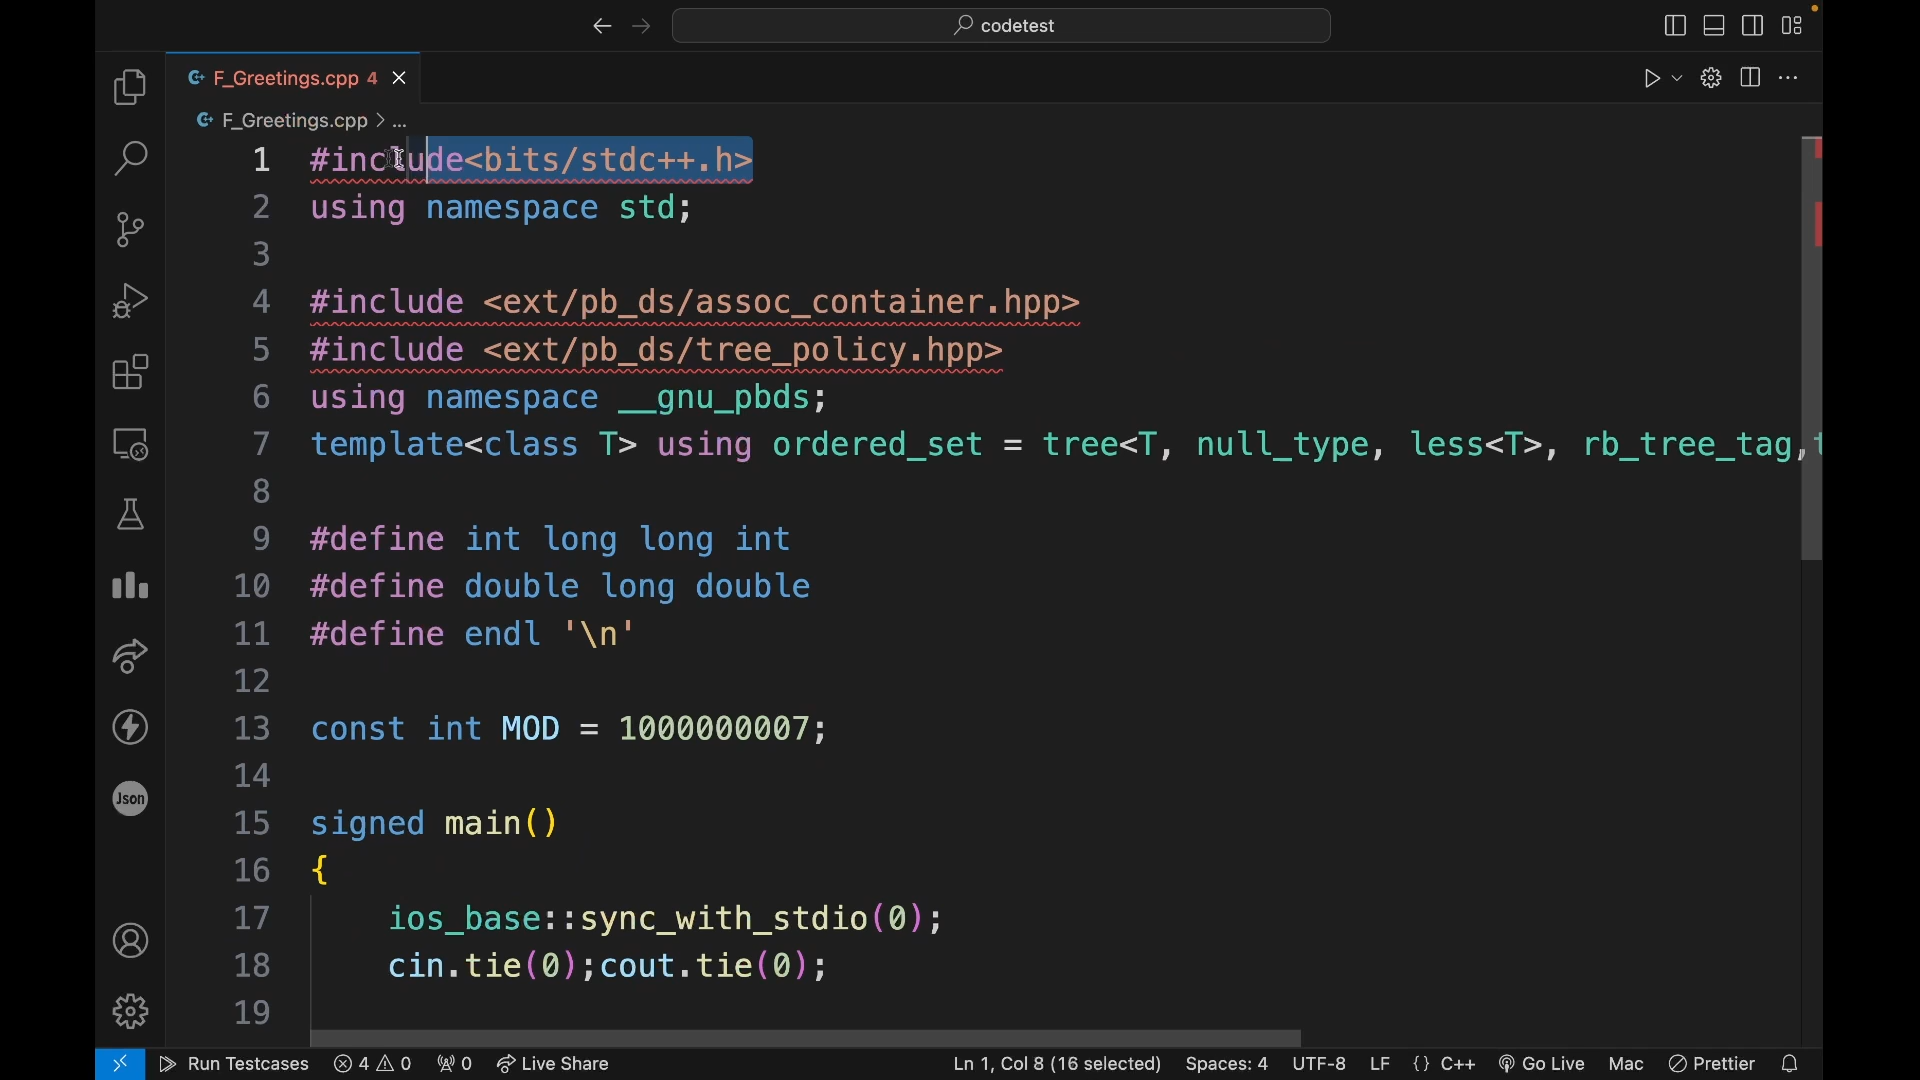 codetest
F_Greetings.cpp 4
F_Greetings.cpp > ...
1 #include<bits/stdc++.h>
2 using namespace std;
3
4 #include <ext/pb_ds/assoc_container.hpp>
5 #include <ext/pb_ds/tree_policy.hpp>
6 using namespace __gnu_pbds;
7 template<class T> using ordered_set = tree<T, null_type, less<T>, rb_tree_tag,t
8
9 #define int long long int
10 #define double long double
11 #define endl '\n'
12
13 const int MOD = 1000000007;
14
15 signed main()
16 {
17 ios_base::sync_with_stdio(0);
18 cin.tie(0);cout.tie(0);
19
Json
Run Testcases 4 0 0 Live Share Ln 1, Col 8 (16 selected) Spaces: 4 UTF-8 LF {} C++ Go Live Mac Prettier